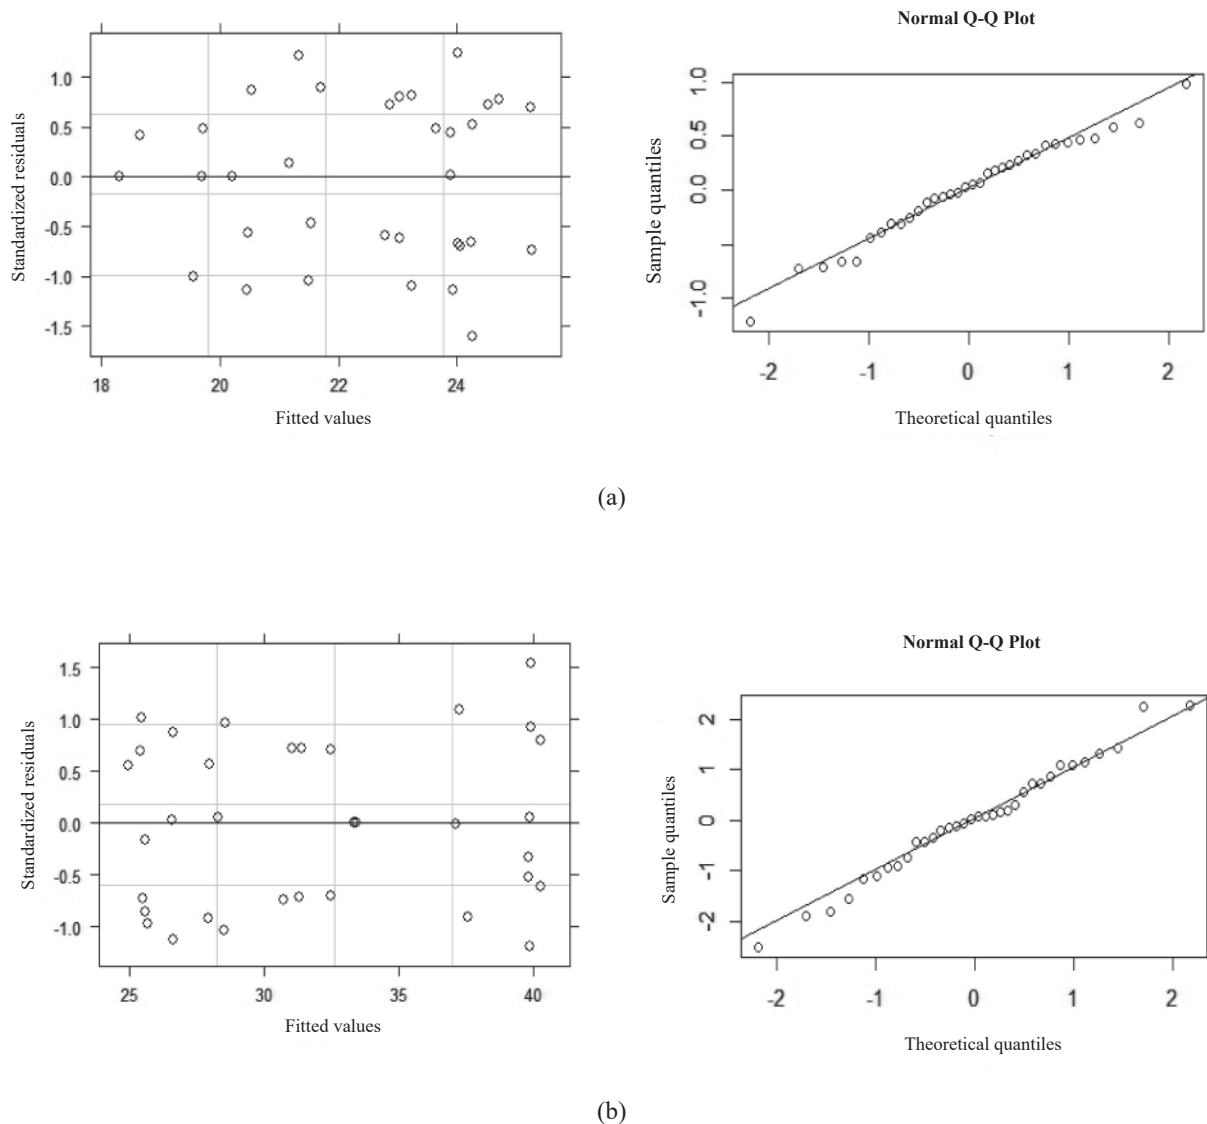 Normal Q-Q Plot
Standardized residuals
1.0
0.5
0.0
-0.5
-1.0
-1.5
18 20 22 24
Fitted values
Sample quantiles
1.0
0.5
0.0
-1.0
-2 -1 0 1 2
Theoretical quantiles
(a)
Normal Q-Q Plot
Standardized residuals
1.5
1.0
0.5
0.0
-0.5
-1.0
25 30 35 40
Fitted values
Sample quantiles
2
1
0
-1
-2
-2 -1 0 1 2
Theoretical quantiles
(b)